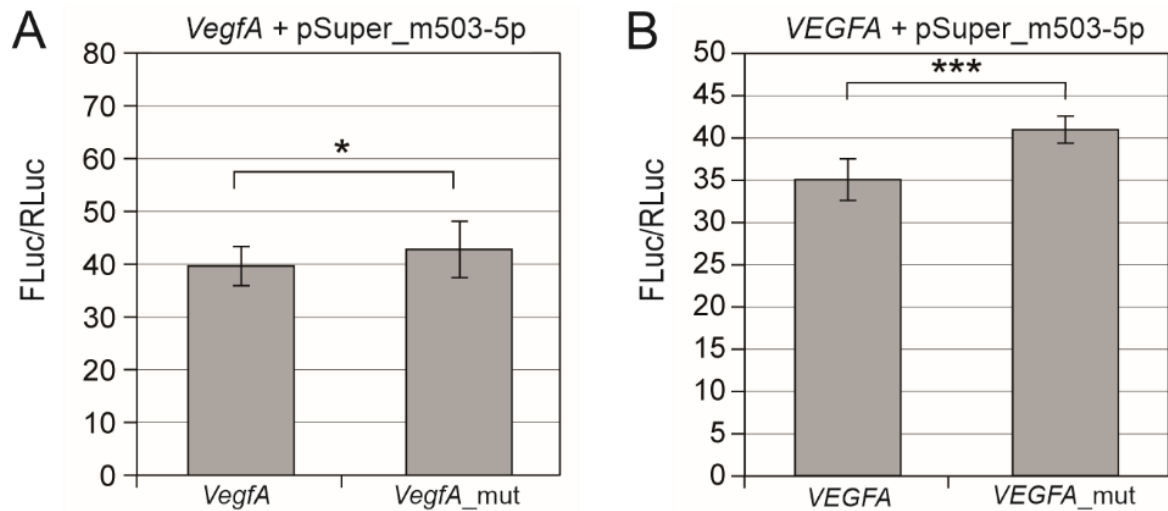 A
VegfA + pSuper_m503-5p
80
70
60
50
40
30
20
10
0
FLuc/RLuc
*
VegfA
VegfA_mut
B
VEGFA + pSuper_m503-5p
50
45
40
35
30
25
20
15
10
5
0
FLuc/RLuc
***
VEGFA
VEGFA_mut